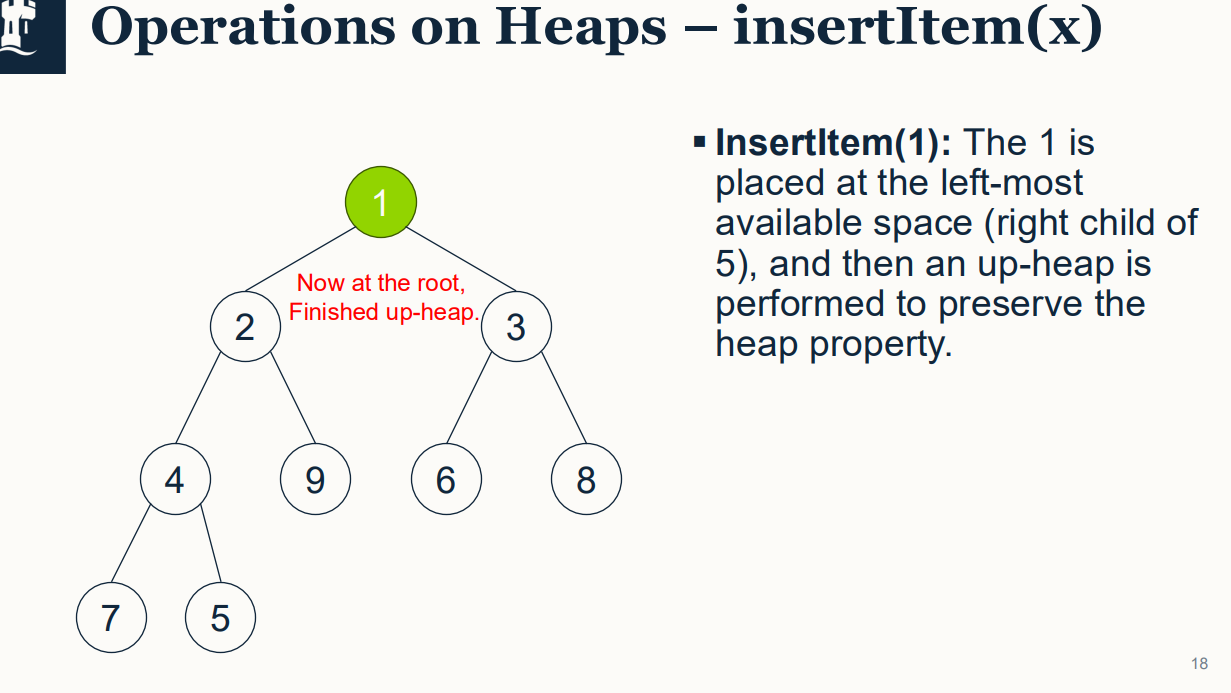 Operations on Heaps – insertItem(x)
1
Now at the root,
Finished up-heap.
2
3
4
9
6
8
7
5
▪ InsertItem(1): The 1 is
placed at the left-most
available space (right child of
5), and then an up-heap is
performed to preserve the
heap property.
18